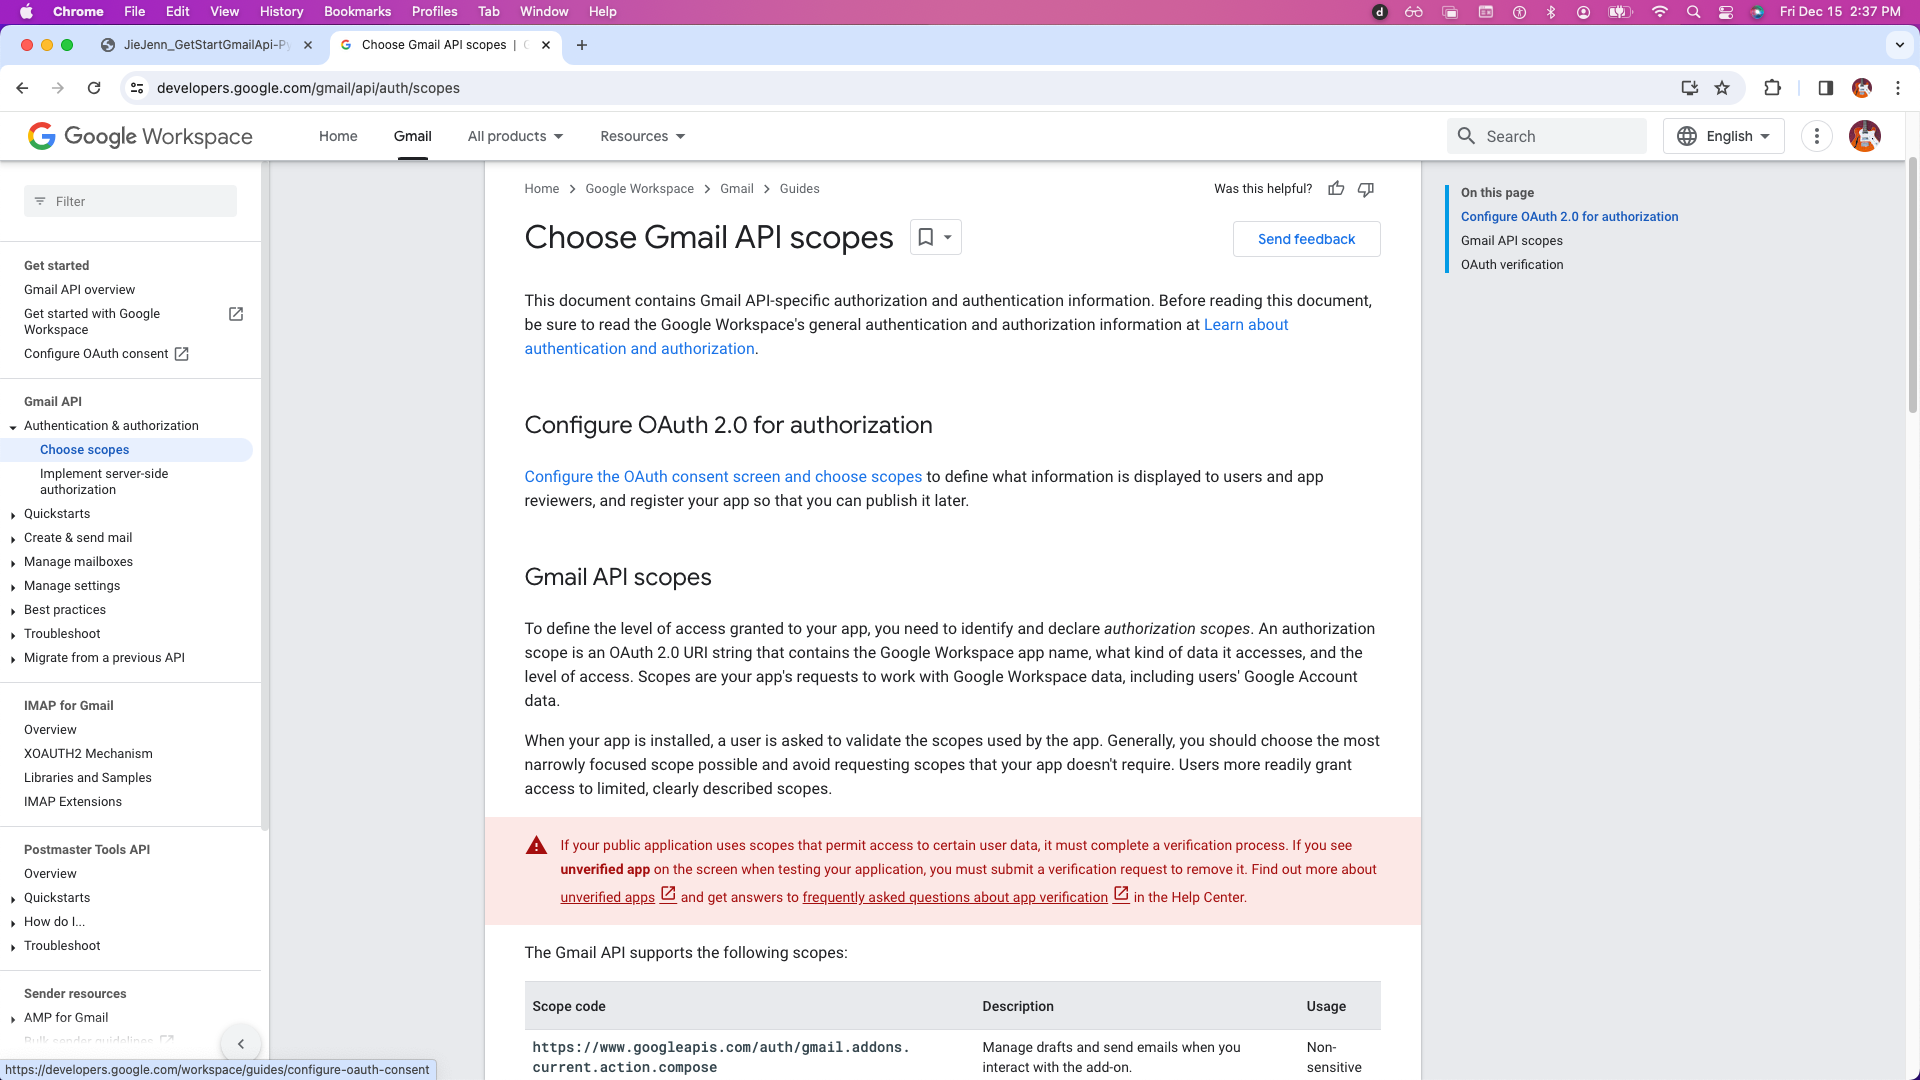 Chrome File Edit View History Bookmarks Profiles Tab Window Help
Fri Dec 15 2:37 PM
JieJenn_GetStartGmailApi-P
Choose Gmail API scopes |
developers.google.com/gmail/api/auth/scopes
Google Workspace
Home Gmail All products Resources
Search
English
Filter
Get started
Gmail API overview
Get started with Google
Workspace
Configure OAuth consent
Gmail API
Authentication & authorization
Choose scopes
Implement server-side
authorization
Quickstarts
Create & send mail
Manage mailboxes
Manage settings
Best practices
Troubleshoot
Migrate from a previous API
IMAP for Gmail
Overview
XOAUTH2 Mechanism
Libraries and Samples
IMAP Extensions
Postmaster Tools API
Overview
Quickstarts
How do I...
Troubleshoot
Sender resources
AMP for Gmail
Bulk sender guidelines
https://developers.google.com/workspace/guides/configure-oauth-consent
Home Google Workspace Gmail Guides
Was this helpful?
Choose Gmail API scopes
Send feedback
This document contains Gmail API-specific authorization and authentication information. Before reading this document,
be sure to read the Google Workspace's general authentication and authorization information at Learn about
authentication and authorization.
Configure OAuth 2.0 for authorization
Configure the OAuth consent screen and choose scopes to define what information is displayed to users and app
reviewers, and register your app so that you can publish it later.
Gmail API scopes
To define the level of access granted to your app, you need to identify and declare authorization scopes. An authorization
scope is an OAuth 2.0 URI string that contains the Google Workspace app name, what kind of data it accesses, and the
level of access. Scopes are your app's requests to work with Google Workspace data, including users' Google Account
data.
When your app is installed, a user is asked to validate the scopes used by the app. Generally, you should choose the most
narrowly focused scope possible and avoid requesting scopes that your app doesn't require. Users more readily grant
access to limited, clearly described scopes.
If your public application uses scopes that permit access to certain user data, it must complete a verification process. If you see
unverified app on the screen when testing your application, you must submit a verification request to remove it. Find out more about
unverified apps and get answers to frequently asked questions about app verification in the Help Center.
The Gmail API supports the following scopes:
Scope code Description Usage
https://www.googleapis.com/auth/gmail.addons. Manage drafts and send emails when you Non-
current.action.compose interact with the add-on. sensitive
On this page
Configure OAuth 2.0 for authorization
Gmail API scopes
OAuth verification